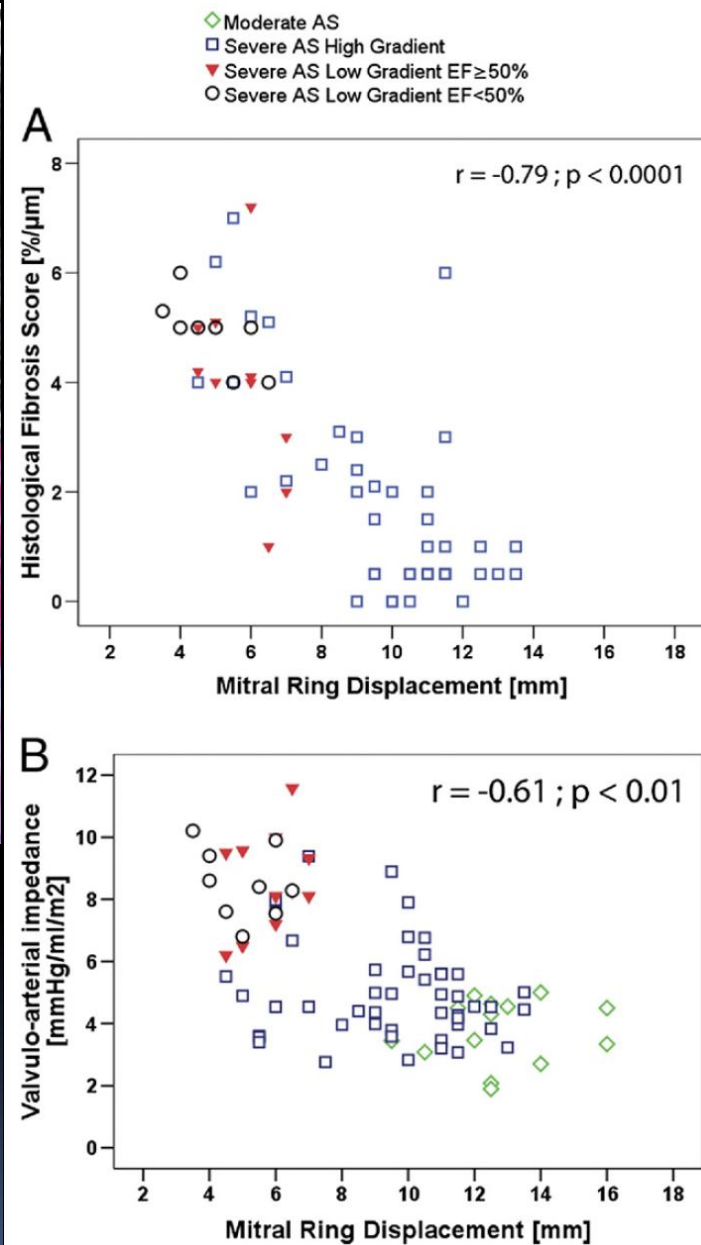 Moderate AS
Severe AS High Gradient
Severe AS Low Gradient EF≥50%
Severe AS Low Gradient EF<50%
A
r = -0.79 ; p < 0.0001
Histological Fibrosis Score [%/μm]
8
6
4
2
0
2 4 6 8 10 12 14 16 18
Mitral Ring Displacement [mm]
B
r = -0.61 ; p < 0.01
Valvulo-arterial impedance
[mmHg/ml/m2]
12
10
8
6
4
2
0
2 4 6 8 10 12 14 16 18
Mitral Ring Displacement [mm]